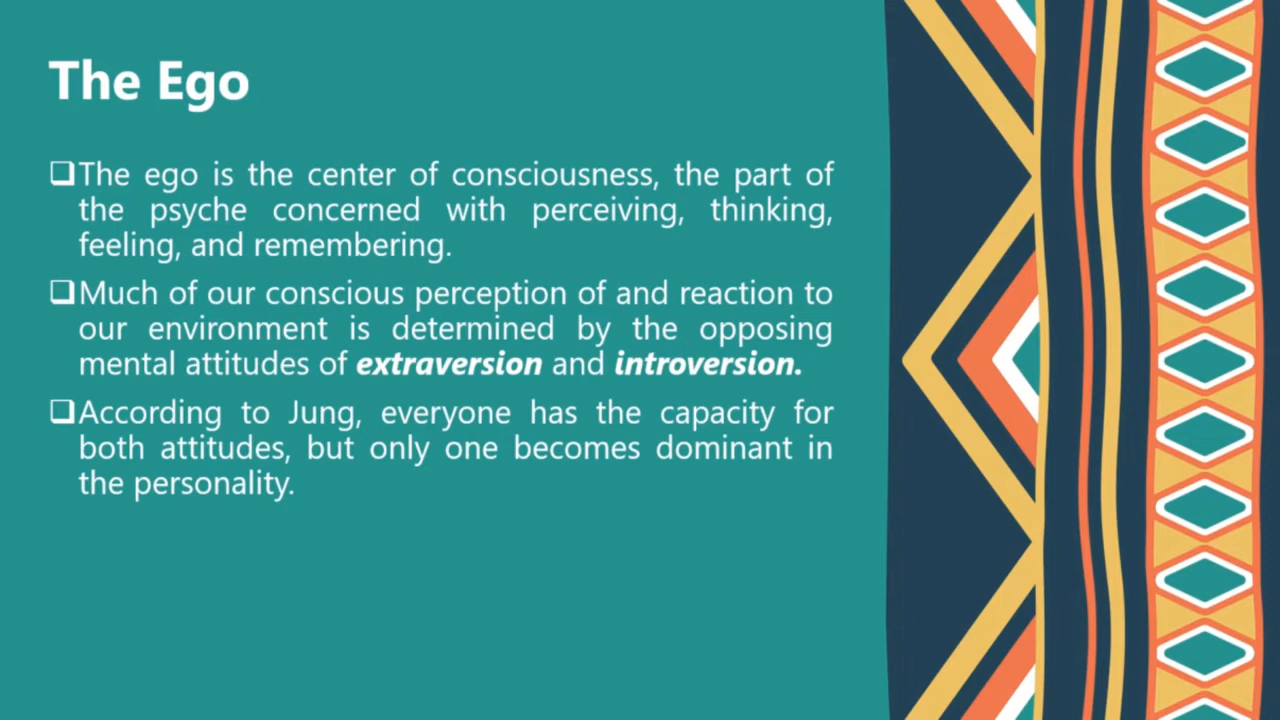 The Ego
❑The ego is the center of consciousness, the part of
the psyche concerned with perceiving, thinking,
feeling, and remembering.
❑Much of our conscious perception of and reaction to
our environment is determined by the opposing
mental attitudes of extraversion and introversion.
❑According to Jung, everyone has the capacity for
both attitudes, but only one becomes dominant in
the personality.